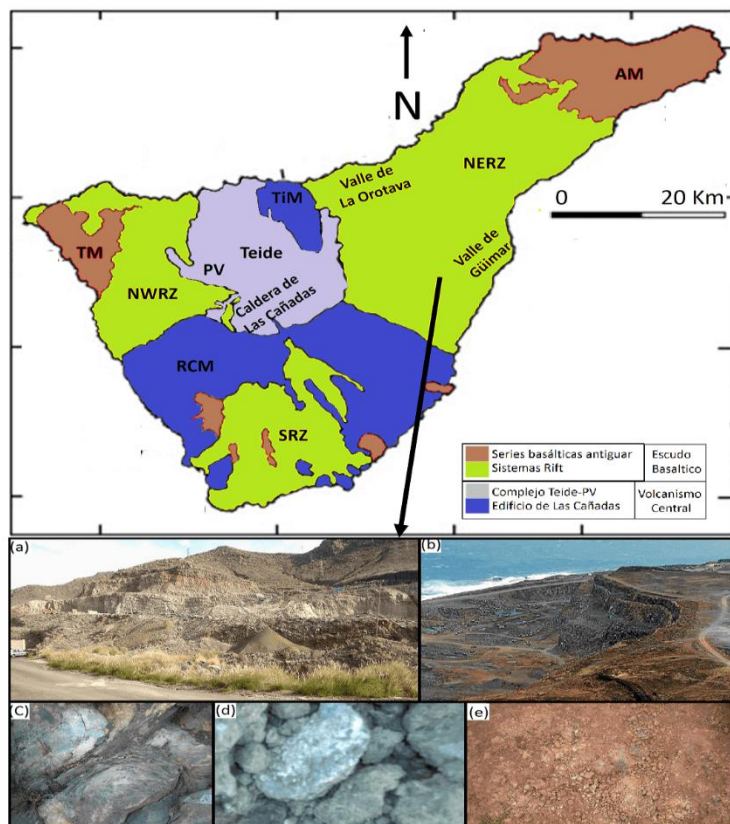 AM
N
NERZ
Valle de
La Orotava
0 20 Km
TiM
Valle de
Güimar
TM
Teide
PV
NWRZ
Caldera de
Las Cañadas
RCM
SRZ
Series basálticas antiguar
Sistemas Rift
Escudo
Basaltico
Complejo Teide-PV
Edificio de Las Cañadas
Volcanismo
Central
(a)
(b)
(C)
(d)
(e)